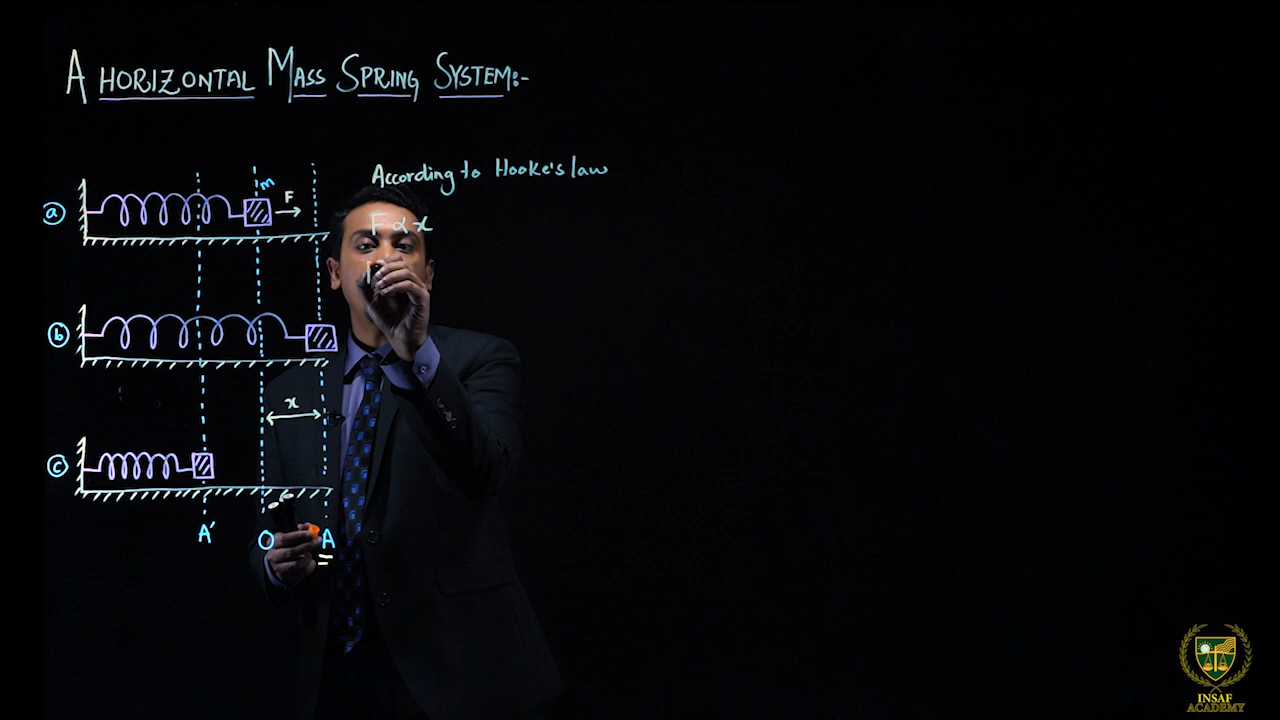 A HORIZONTAL MASS SPRING SYSTEM:-
According to Hooke's law
F α x
a
m
F
b
x
c
A'
O
A
INSAF
ACADEMY